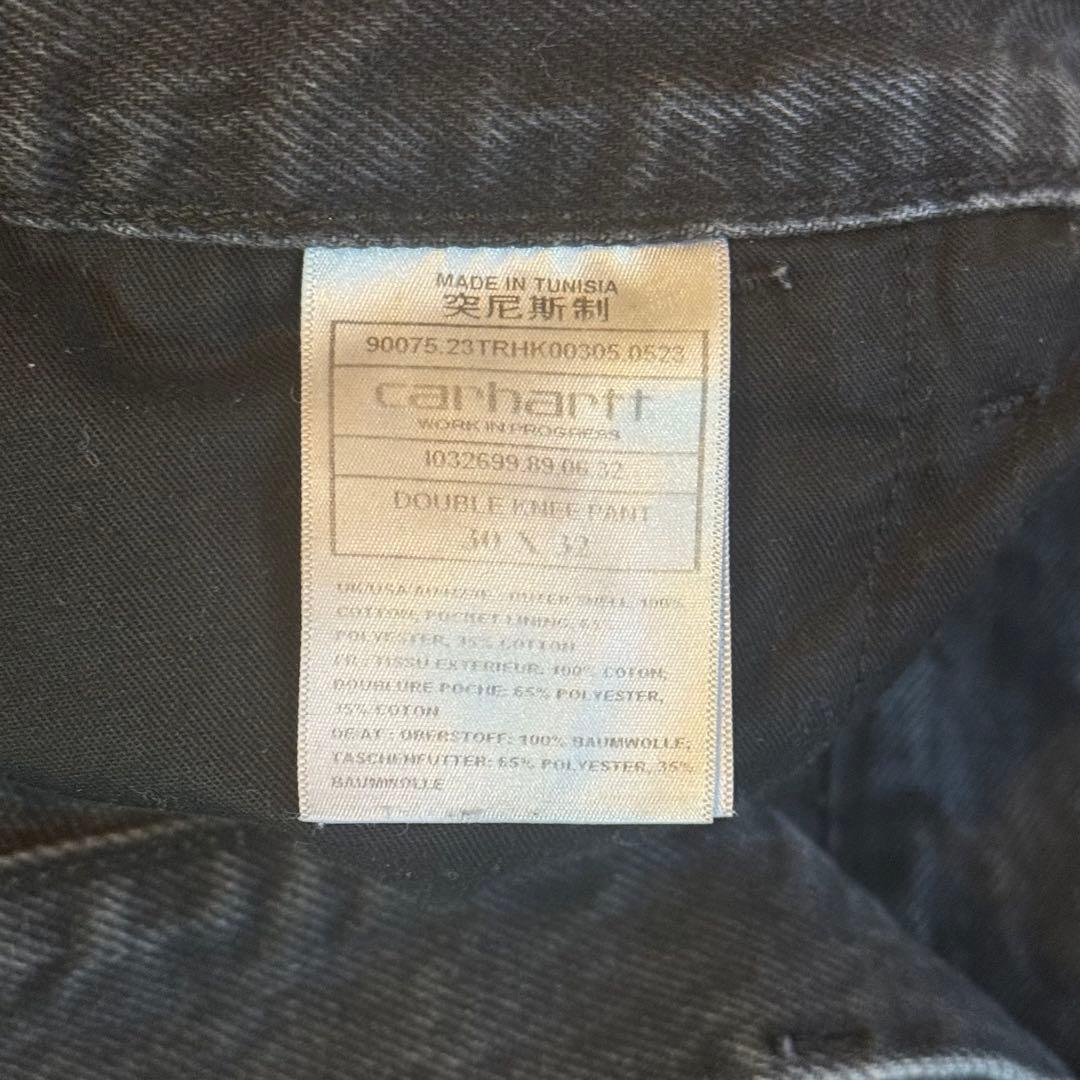 MADE IN TUNISIA
突尼斯制
90075.23TRHK00305.0523
carhartt
WORK IN PROGRESS
I032699.89.06.32
DOUBLE KNEE PANT
30 X 32
OUTER SHELL: 100%
COTTON, POCKET LINING: 65%
POLYESTER, 35% COTTON
FR : TISSU EXTERIEUR: 100% COTON,
DOUBLURE POCHE: 65% POLYESTER,
35% COTON
DE AT : OBERSTOFF: 100% BAUMWOLLE,
TASCHENFUTTER: 65% POLYESTER, 35%
BAUMWOLLE